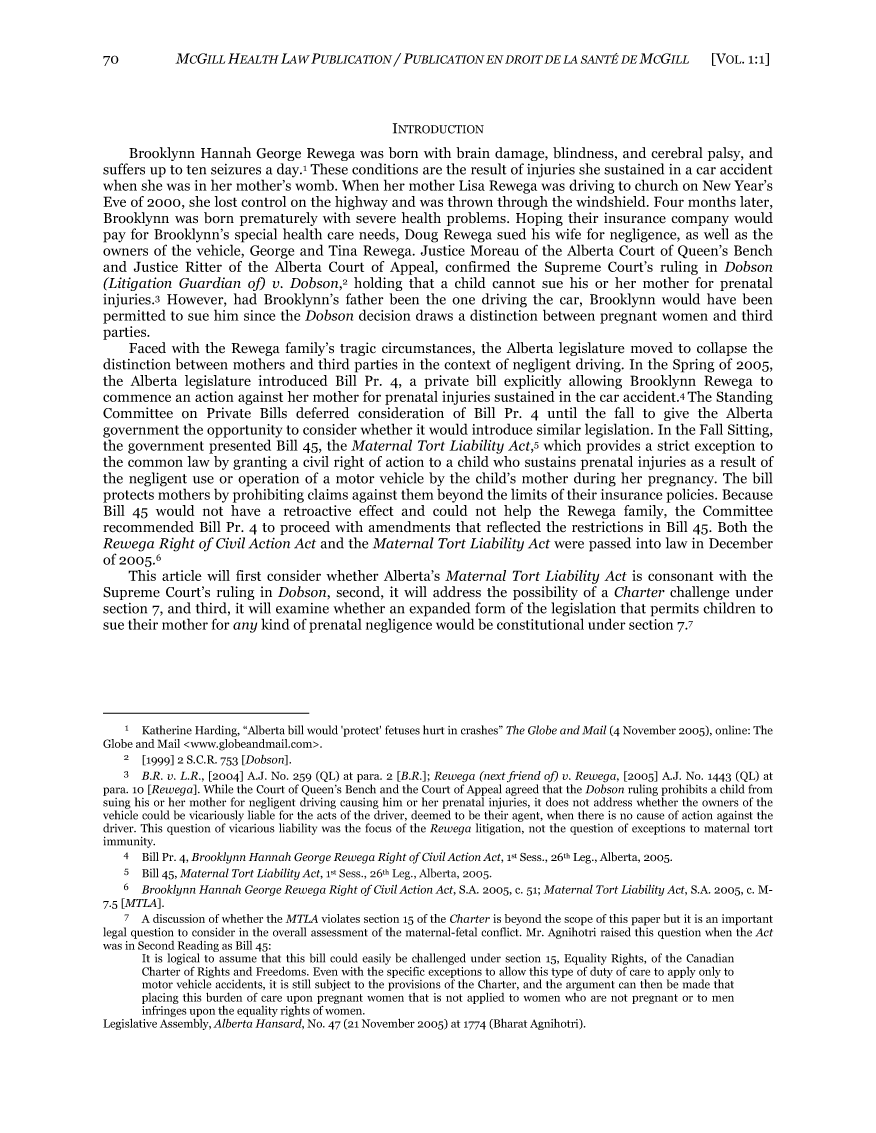 70 MCGILL HEALTH LAW PUBLICATION / PUBLICATION EN DROIT DE LA SANTÉ DE MCGILL [VOL. 1:1]
INTRODUCTION
Brooklynn Hannah George Rewega was born with brain damage, blindness, and cerebral palsy, and
suffers up to ten seizures a day.1 These conditions are the result of injuries she sustained in a car accident
when she was in her mother’s womb. When her mother Lisa Rewega was driving to church on New Year’s
Eve of 2000, she lost control on the highway and was thrown through the windshield. Four months later,
Brooklynn was born prematurely with severe health problems. Hoping their insurance company would
pay for Brooklynn’s special health care needs, Doug Rewega sued his wife for negligence, as well as the
owners of the vehicle, George and Tina Rewega. Justice Moreau of the Alberta Court of Queen’s Bench
and Justice Ritter of the Alberta Court of Appeal, confirmed the Supreme Court’s ruling in Dobson
(Litigation Guardian of) v. Dobson,2 holding that a child cannot sue his or her mother for prenatal
injuries.3 However, had Brooklynn’s father been the one driving the car, Brooklynn would have been
permitted to sue him since the Dobson decision draws a distinction between pregnant women and third
parties.
Faced with the Rewega family’s tragic circumstances, the Alberta legislature moved to collapse the
distinction between mothers and third parties in the context of negligent driving. In the Spring of 2005,
the Alberta legislature introduced Bill Pr. 4, a private bill explicitly allowing Brooklynn Rewega to
commence an action against her mother for prenatal injuries sustained in the car accident.4 The Standing
Committee on Private Bills deferred consideration of Bill Pr. 4 until the fall to give the Alberta
government the opportunity to consider whether it would introduce similar legislation. In the Fall Sitting,
the government presented Bill 45, the Maternal Tort Liability Act,5 which provides a strict exception to
the common law by granting a civil right of action to a child who sustains prenatal injuries as a result of
the negligent use or operation of a motor vehicle by the child’s mother during her pregnancy. The bill
protects mothers by prohibiting claims against them beyond the limits of their insurance policies. Because
Bill 45 would not have a retroactive effect and could not help the Rewega family, the Committee
recommended Bill Pr. 4 to proceed with amendments that reflected the restrictions in Bill 45. Both the
Rewega Right of Civil Action Act and the Maternal Tort Liability Act were passed into law in December
of 2005.6
This article will first consider whether Alberta’s Maternal Tort Liability Act is consonant with the
Supreme Court’s ruling in Dobson, second, it will address the possibility of a Charter challenge under
section 7, and third, it will examine whether an expanded form of the legislation that permits children to
sue their mother for any kind of prenatal negligence would be constitutional under section 7.7
1 Katherine Harding, “Alberta bill would 'protect' fetuses hurt in crashes” The Globe and Mail (4 November 2005), online: The
Globe and Mail <www.globeandmail.com>.
2 [1999] 2 S.C.R. 753 [Dobson].
3 B.R. v. L.R., [2004] A.J. No. 259 (QL) at para. 2 [B.R.]; Rewega (next friend of) v. Rewega, [2005] A.J. No. 1443 (QL) at
para. 10 [Rewega]. While the Court of Queen’s Bench and the Court of Appeal agreed that the Dobson ruling prohibits a child from
suing his or her mother for negligent driving causing him or her prenatal injuries, it does not address whether the owners of the
vehicle could be vicariously liable for the acts of the driver, deemed to be their agent, when there is no cause of action against the
driver. This question of vicarious liability was the focus of the Rewega litigation, not the question of exceptions to maternal tort
immunity.
4 Bill Pr. 4, Brooklynn Hannah George Rewega Right of Civil Action Act, 1st Sess., 26th Leg., Alberta, 2005.
5 Bill 45, Maternal Tort Liability Act, 1st Sess., 26th Leg., Alberta, 2005.
6 Brooklynn Hannah George Rewega Right of Civil Action Act, S.A. 2005, c. 51; Maternal Tort Liability Act, S.A. 2005, c. M-
7.5 [MTLA].
7 A discussion of whether the MTLA violates section 15 of the Charter is beyond the scope of this paper but it is an important
legal question to consider in the overall assessment of the maternal-fetal conflict. Mr. Agnihotri raised this question when the Act
was in Second Reading as Bill 45:
It is logical to assume that this bill could easily be challenged under section 15, Equality Rights, of the Canadian
Charter of Rights and Freedoms. Even with the specific exceptions to allow this type of duty of care to apply only to
motor vehicle accidents, it is still subject to the provisions of the Charter, and the argument can then be made that
placing this burden of care upon pregnant women that is not applied to women who are not pregnant or to men
infringes upon the equality rights of women.
Legislative Assembly, Alberta Hansard, No. 47 (21 November 2005) at 1774 (Bharat Agnihotri).